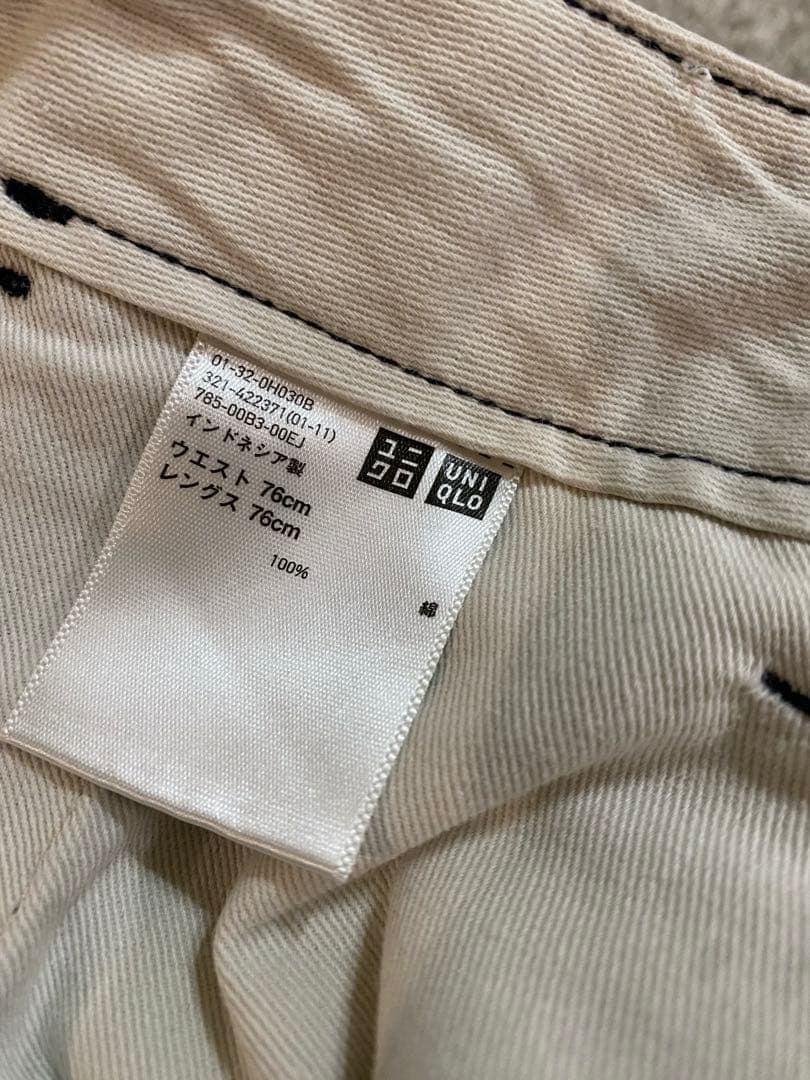 01-32-0H030B
321-422371(01-11)
785-00B3-00EJ
インドネシア製
ウエスト 76cm
レングス 76cm
ユニ
クロ
UNI
QLO
100%
綿